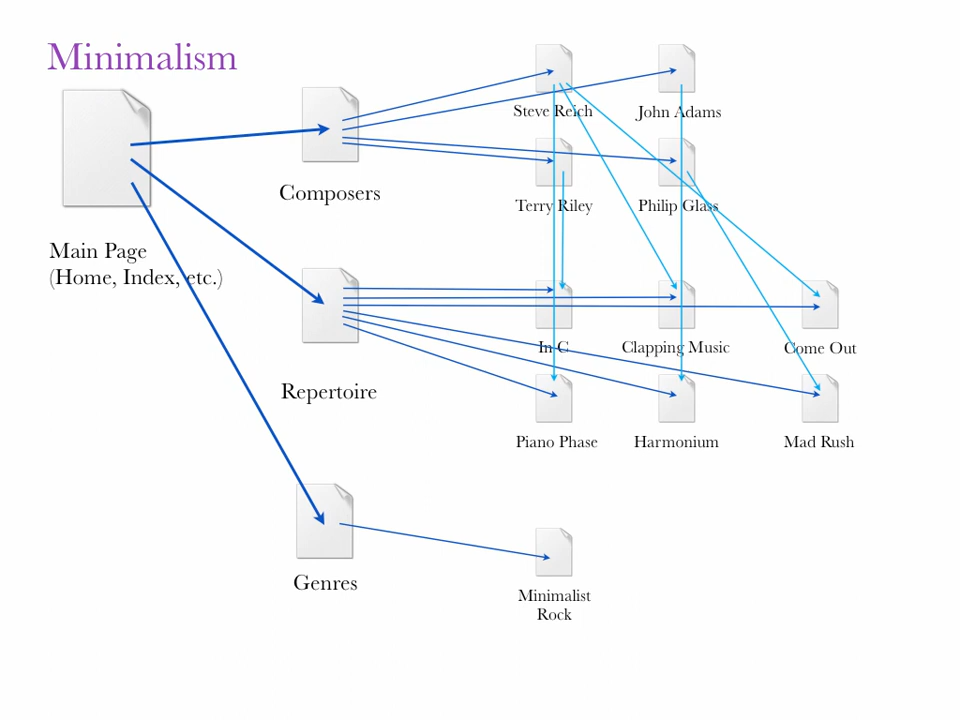 Minimalism
Steve Reich
John Adams
Composers
Terry Riley
Philip Glass
Main Page
(Home, Index, etc.)
In C
Clapping Music
Come Out
Repertoire
Piano Phase
Harmonium
Mad Rush
Genres
Minimalist
Rock